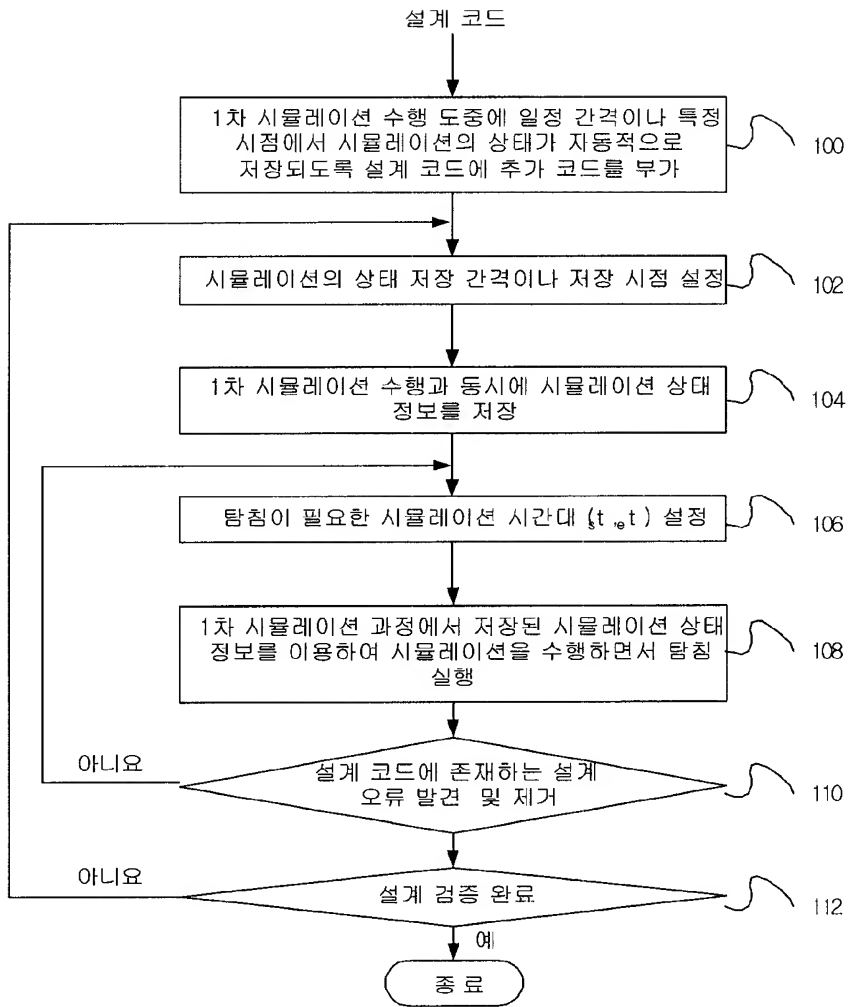 설계 코드
1차 시뮬레이션 수행 도중에 일정 간격이나 특정
시점에서 시뮬레이션의 상태가 자동적으로
저장되도록 설계 코드에 추가 코드를 부가
100
시뮬레이션의 상태 저장 간격이나 저장 시점 설정
102
1차 시뮬레이션 수행과 동시에 시뮬레이션 상태
정보를 저장
104
탐침이 필요한 시뮬레이션 시간대 (st ,et ) 설정
106
1차 시뮬레이션 과정에서 저장된 시뮬레이션 상태
정보를 이용하여 시뮬레이션을 수행하면서 탐침
실행
108
아니요
설계 코드에 존재하는 설계
오류 발견 및 제거
110
아니요
설계 검증 완료
112
예
종 료